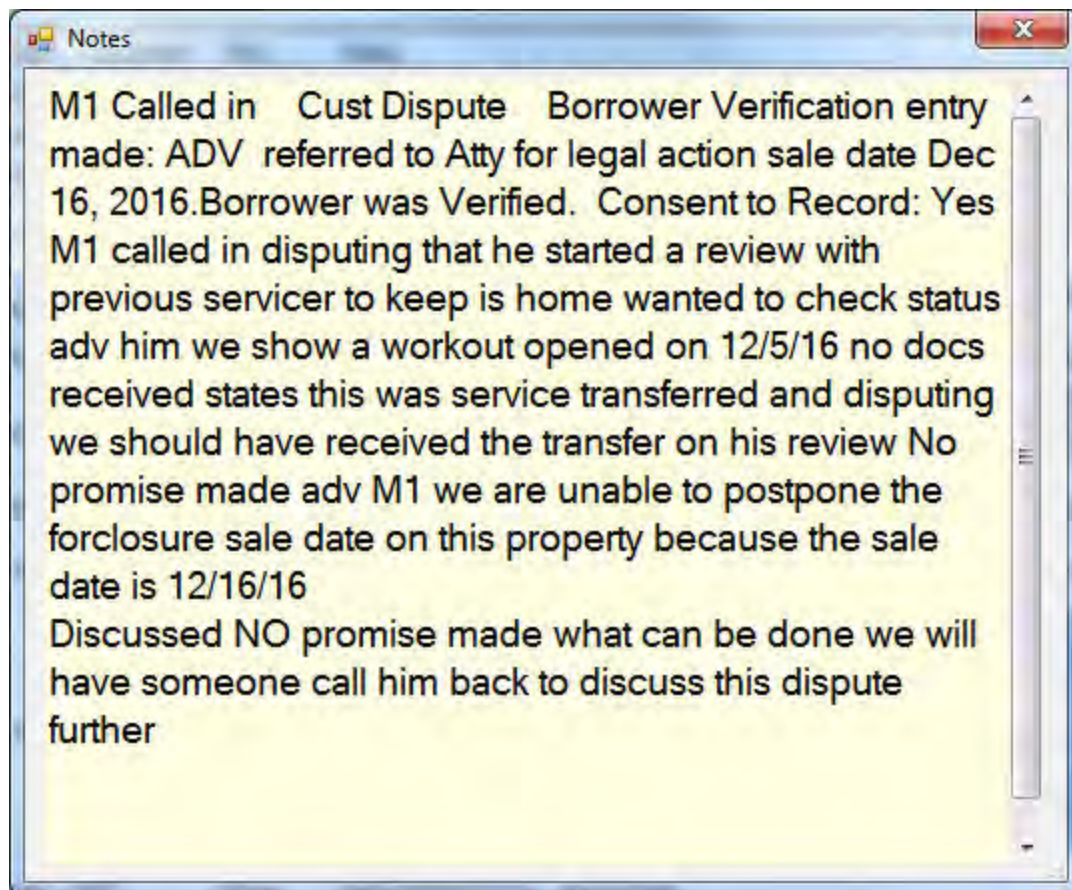 Notes
M1 Called in    Cust Dispute    Borrower Verification entry
made: ADV  referred to Atty for legal action sale date Dec
16, 2016.Borrower was Verified.  Consent to Record: Yes
M1 called in disputing that he started a review with
previous servicer to keep is home wanted to check status
adv him we show a workout opened on 12/5/16 no docs
received states this was service transferred and disputing
we should have received the transfer on his review No
promise made adv M1 we are unable to postpone the
forclosure sale date on this property because the sale
date is 12/16/16
Discussed NO promise made what can be done we will
have someone call him back to discuss this dispute
further